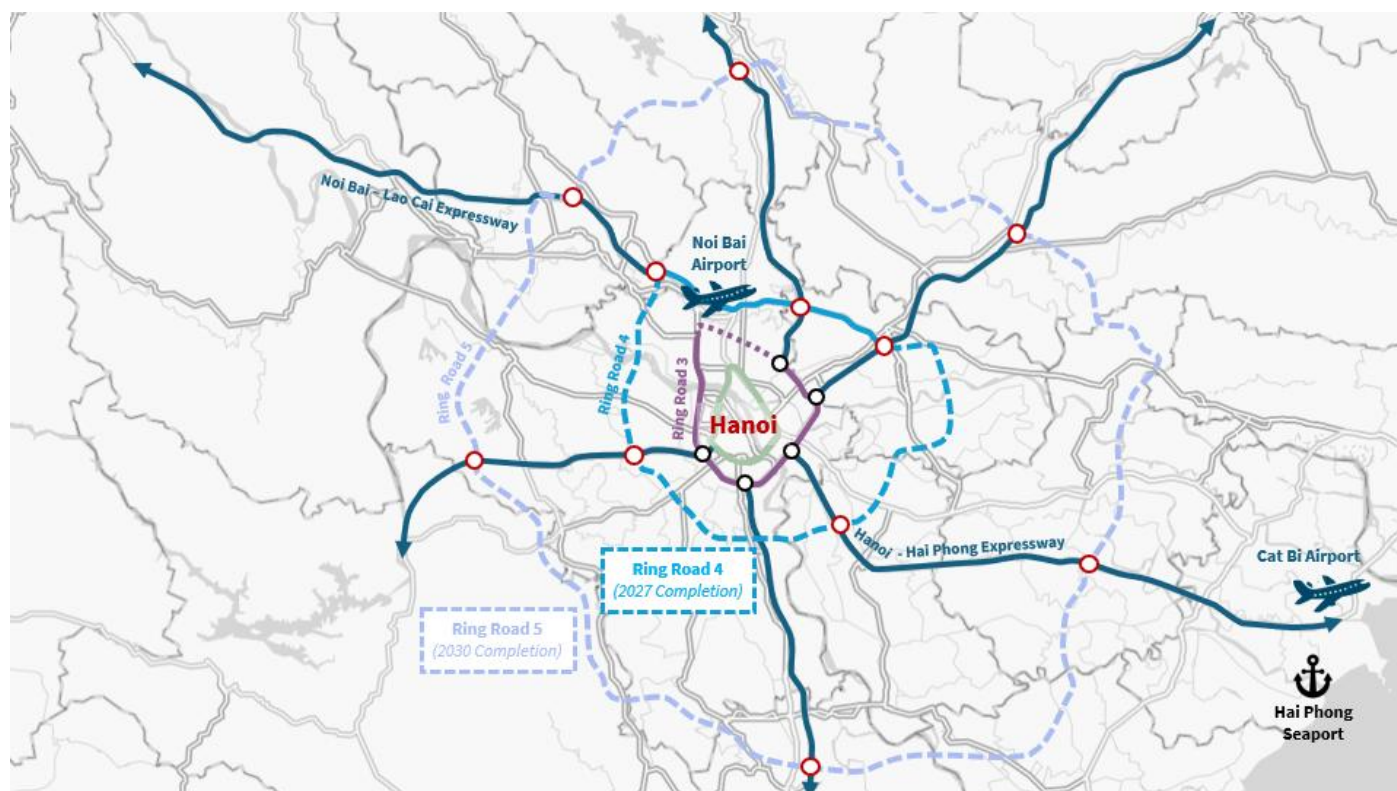 Noi Bai – Lao Cai Expressway
Noi Bai
Airport
Ring Road 5
Ring Road 4
Ring Road 3
Hanoi
Hanoi - Hai Phong Expressway
Cat Bi Airport
Ring Road 4
(2027 Completion)
Ring Road 5
(2030 Completion)
Hai Phong
Seaport